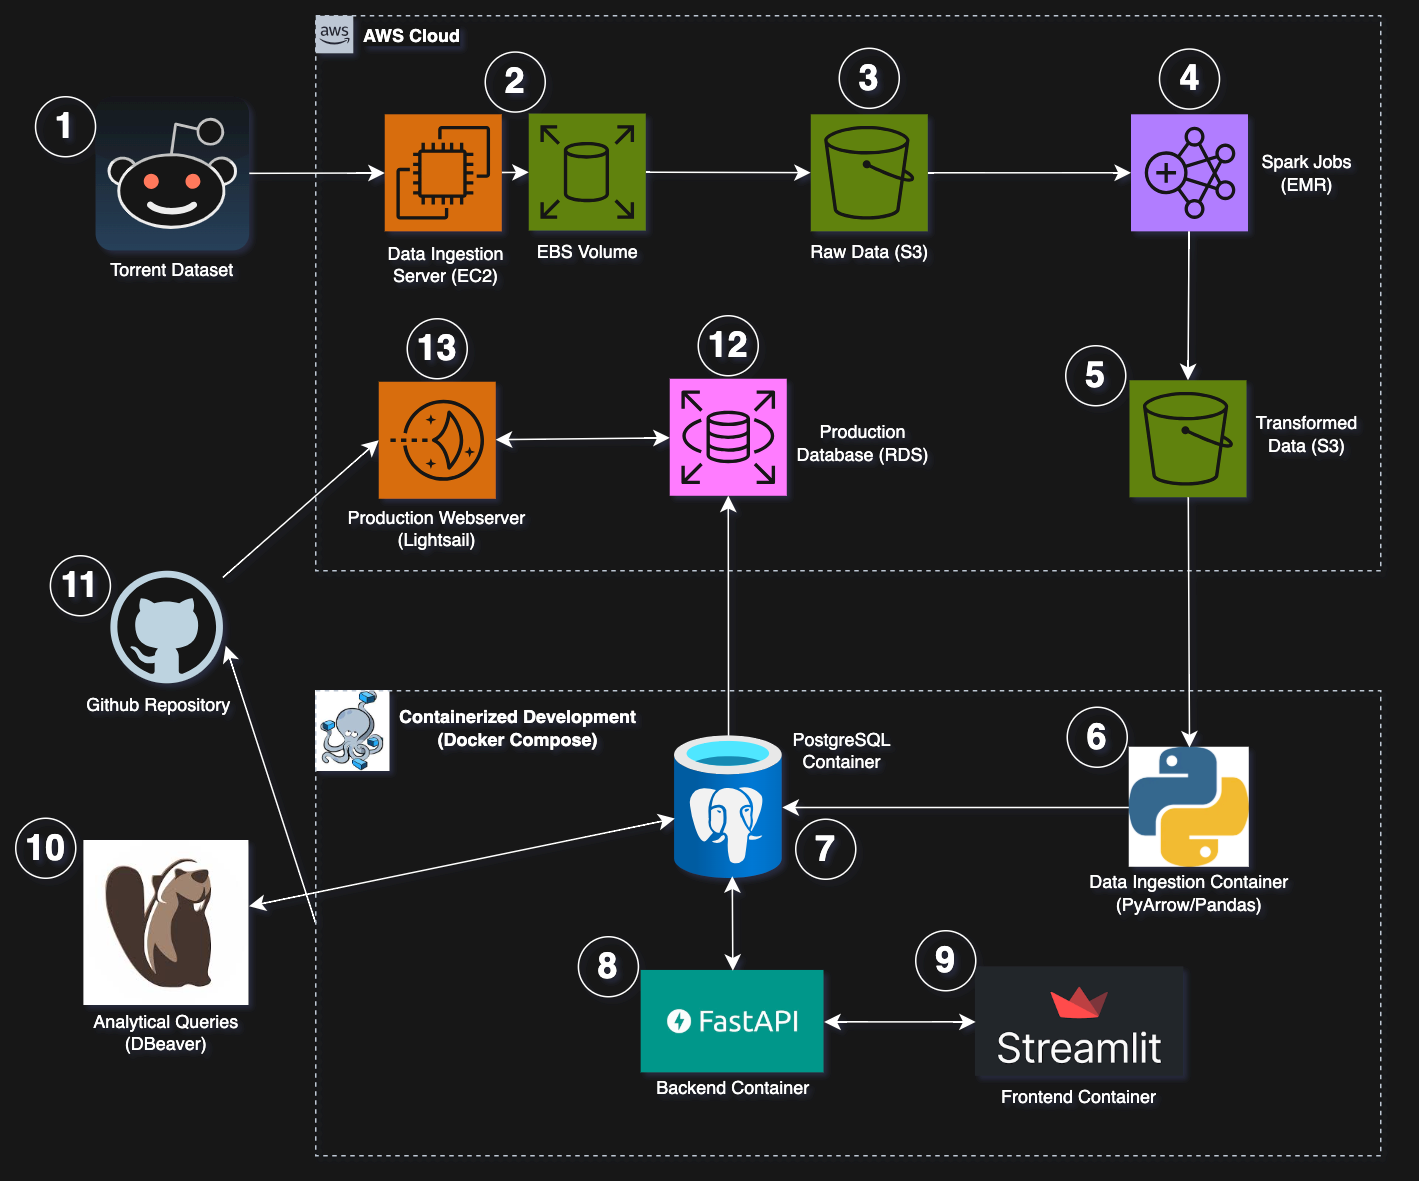 aws
AWS Cloud
1
2
3
4
Torrent Dataset
Data Ingestion
Server (EC2)
EBS Volume
Raw Data (S3)
Spark Jobs
(EMR)
13
12
5
Production Webserver
(Lightsail)
Production
Database (RDS)
Transformed
Data (S3)
11
Github Repository
Containerized Development
(Docker Compose)
PostgreSQL
Container
6
7
Data Ingestion Container
(PyArrow/Pandas)
10
Analytical Queries
(DBeaver)
8
FastAPI
Backend Container
9
Streamlit
Frontend Container